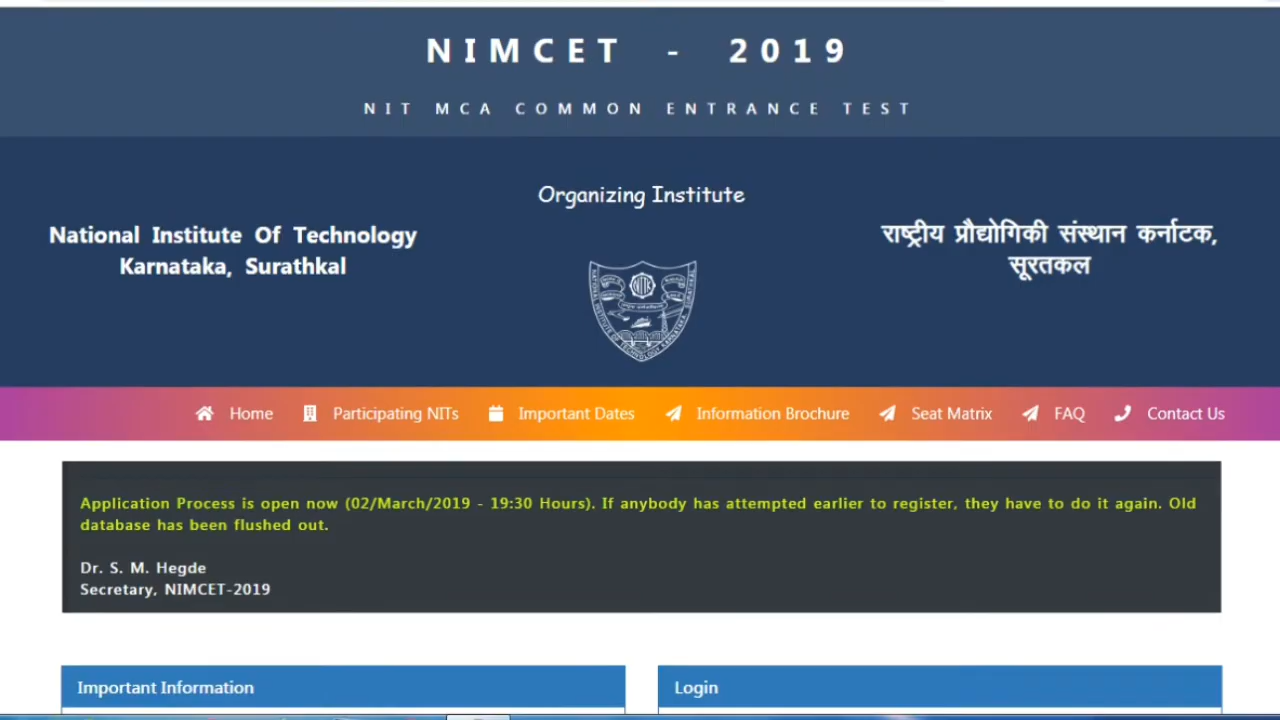 NIMCET - 2019
NIT MCA COMMON ENTRANCE TEST
Organizing Institute
National Institute Of Technology
Karnataka, Surathkal
राष्ट्रीय प्रौद्योगिकी संस्थान कर्नाटक,
सूरतकल
Home Participating NITs Important Dates Information Brochure Seat Matrix FAQ Contact Us
Application Process is open now (02/March/2019 - 19:30 Hours). If anybody has attempted earlier to register, they have to do it again. Old
database has been flushed out.
Dr. S. M. Hegde
Secretary, NIMCET-2019
Important Information
Login